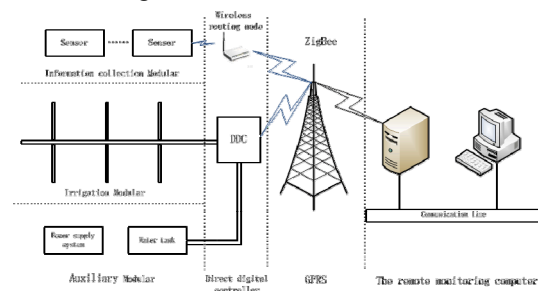 Wireless
routing node
ZigBee
Sensor ...... Sensor
Information collection Modular
DDC
Irrigation Modular
Power supply
system
Water tank
Communication line
Auxiliary Modular
Direct digital
controller
GPRS
The remote monitoring computer